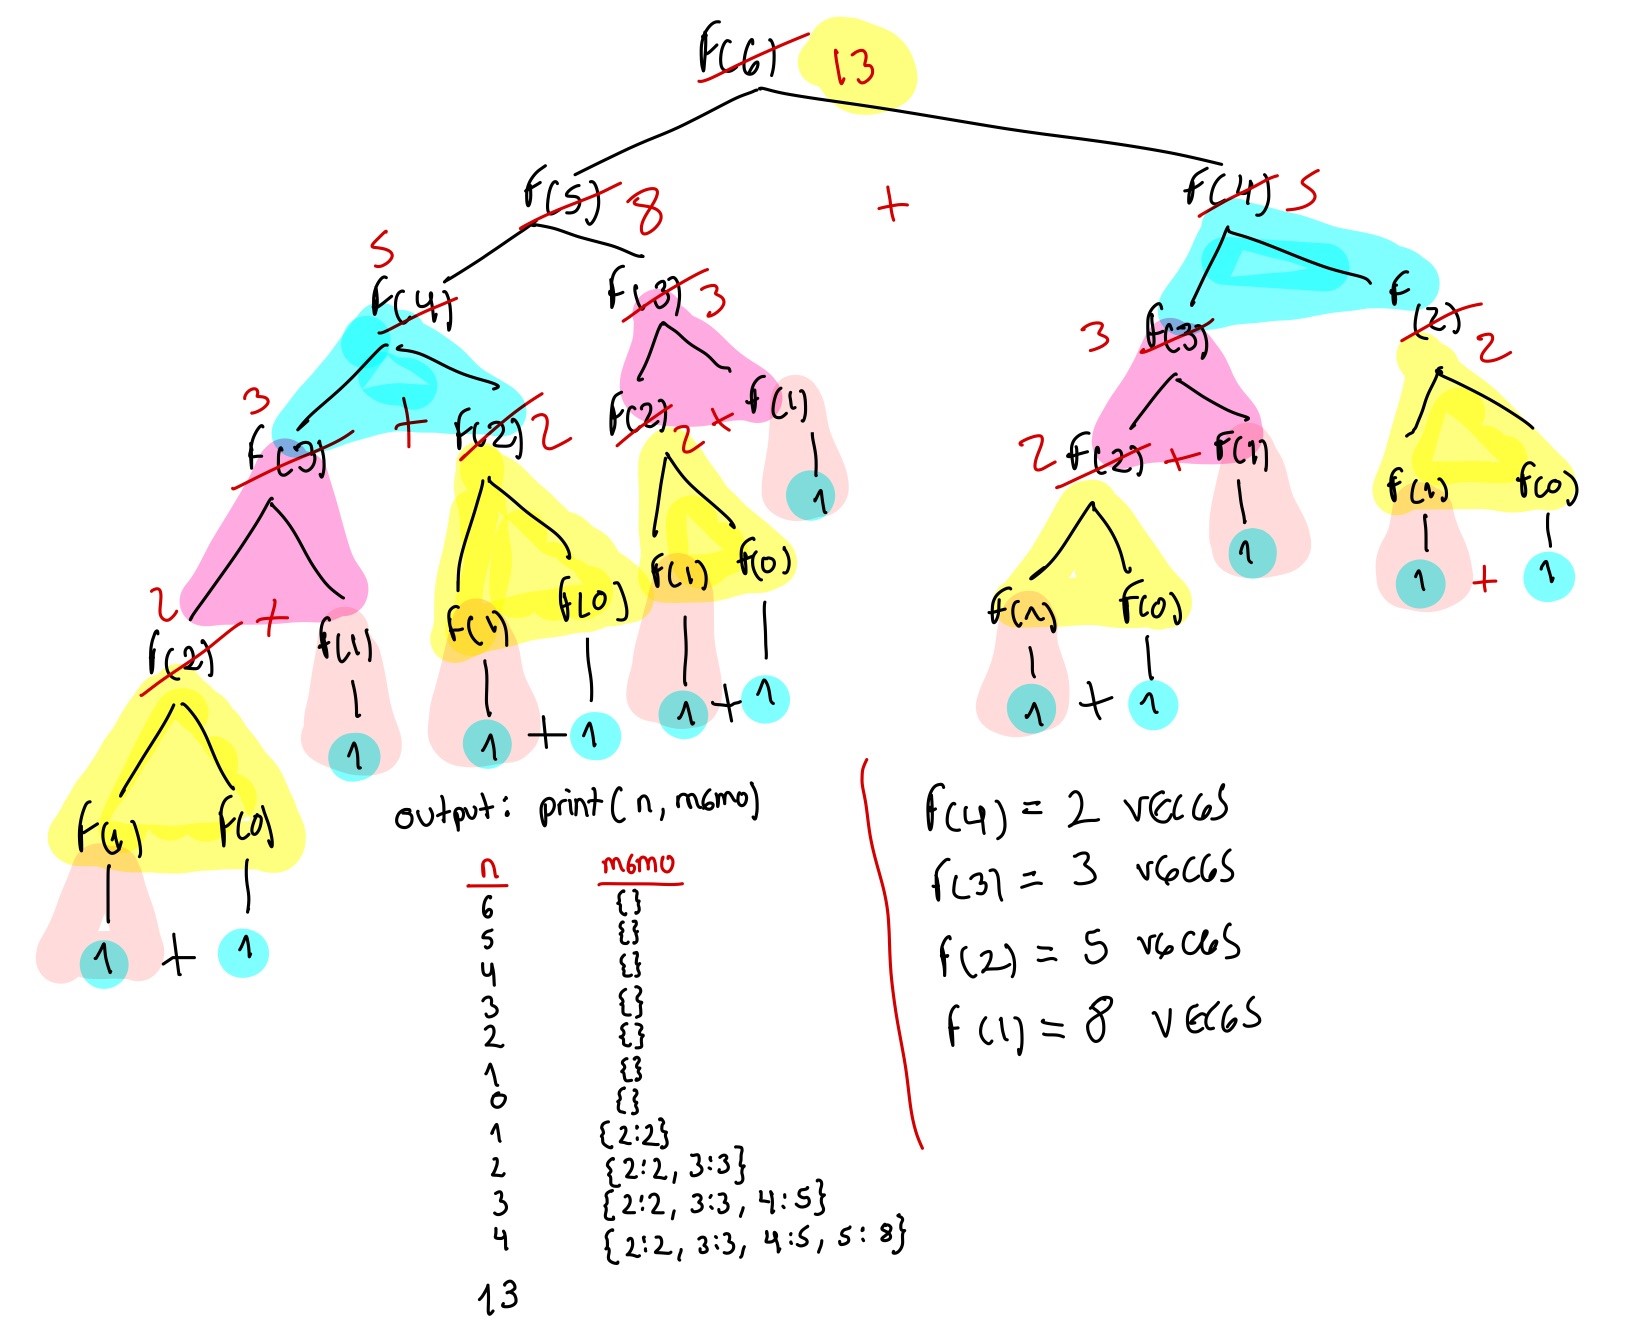 f(6) 13
f(5) 8 + f(4) 5
5
f(4) f(3) 3 f
3 f(3) (2) 2
3 + f(2) 2 f(2) 2 + f(1)
f(3) 2 f(2) + f(1) f(1) f(0)
1
1
f(1) f(0) 1 + 1
2 + f(1) f(0) f(1) f(0)
f(2) f(1)
1 + 1 1 + 1
1 1 + 1
f(1) f(0)
1 + 1
output: print(n, memo)
n memo
6 {}
5 {}
4 {}
3 {}
2 {}
1 {}
0 {}
1 {2:2}
2 {2:2, 3:3}
3 {2:2, 3:3, 4:5}
4 {2:2, 3:3, 4:5, 5:8}
13
f(4) = 2 veces
f(3) = 3 veces
f(2) = 5 veces
f(1) = 8 veces